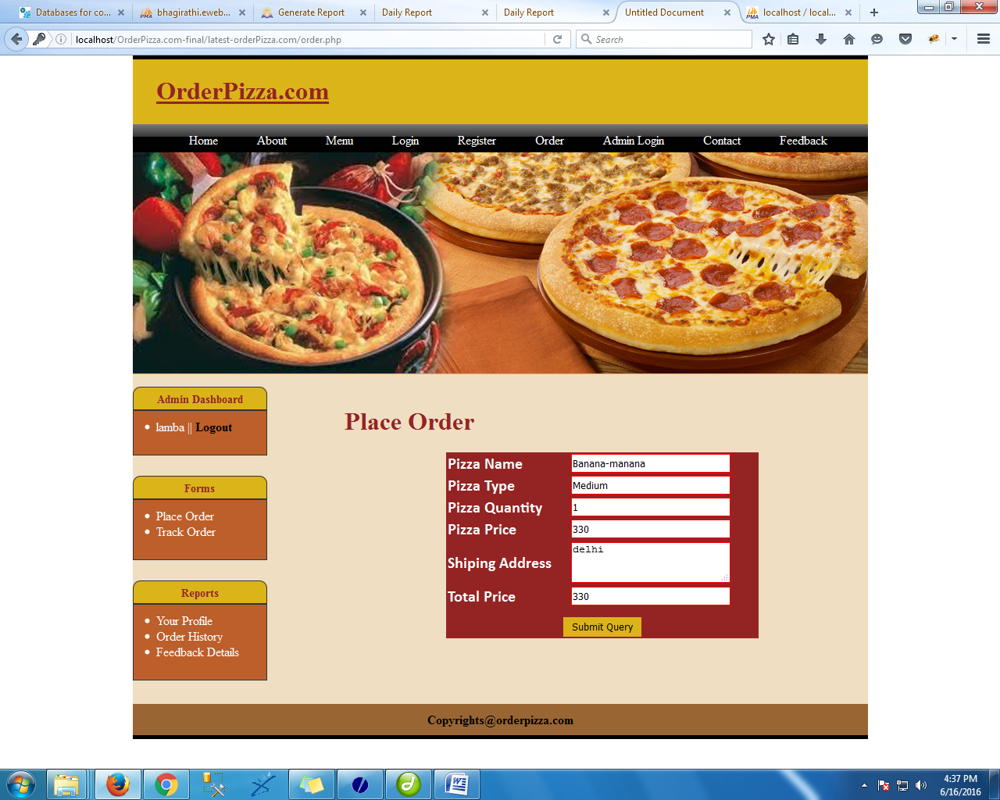 Databases for co...
bhagirathi.eweb...
Generate Report
Daily Report
Daily Report
Untitled Document
localhost / local...
localhost/OrderPizza.com-final/latest-orderPizza.com/order.php
Search
OrderPizza.com
Home About Menu Login Register Order Admin Login Contact Feedback
Admin Dashboard
lamba || Logout
Forms
Place Order
Track Order
Reports
Your Profile
Order History
Feedback Details
Place Order
Pizza Name Banana-manana
Pizza Type Medium
Pizza Quantity 1
Pizza Price 330
Shiping Address delhi
Total Price 330
Submit Query
Copyrights@orderpizza.com
4:37 PM
6/16/2016